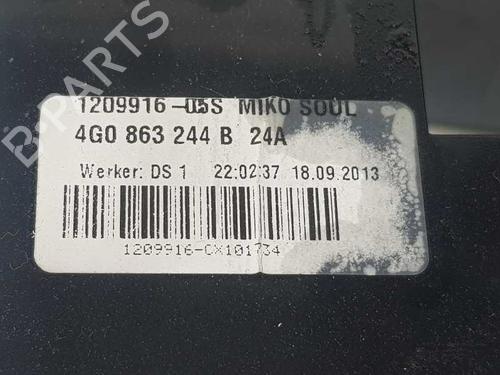 1209916-05S MIKO SOUL
4G0 863 244 B 24A
Werker: DS 1 22:02:37 18.09.2013
1209916-CX101734
B-PARTS